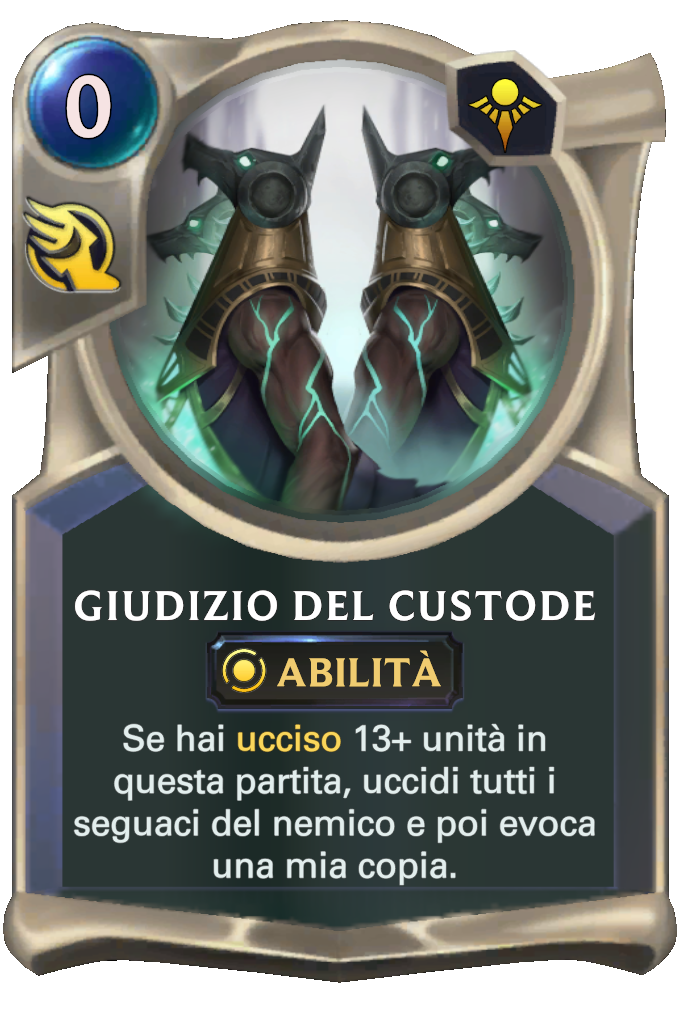 0
GIUDIZIO DEL CUSTODE
ABILITÀ
Se hai ucciso 13+ unità in
questa partita, uccidi tutti i
seguaci del nemico e poi evoca
una mia copia.